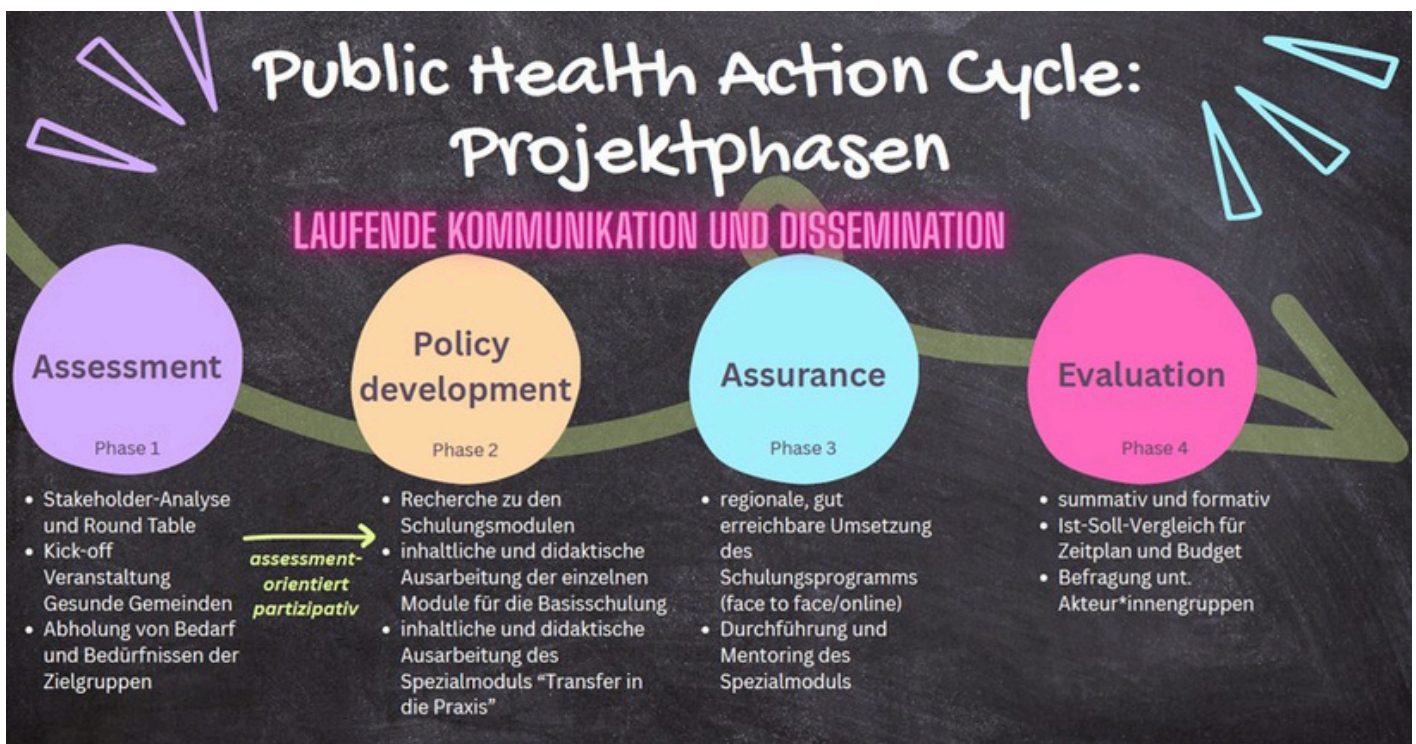 Public Health Action Cycle:
Projektphasen
LAUFENDE KOMMUNIKATION UND DISSEMINATION
Assessment
Phase 1
• Stakeholder-Analyse
und Round Table
• Kick-off
Veranstaltung
Gesunde Gemeinden
• Abholung von Bedarf
und Bedürfnissen der
Zielgruppen
assessment-
orientiert
partizipativ
Policy
development
Phase 2
• Recherche zu den
Schulungsmodulen
• inhaltliche und didaktische
Ausarbeitung der einzelnen
Module für die Basisschulung
• inhaltliche und didaktische
Ausarbeitung des
Spezialmoduls “Transfer in
die Praxis”
Assurance
Phase 3
• regionale, gut
erreichbare Umsetzung
des
Schulungsprogramms
(face to face/online)
• Durchführung und
Mentoring des
Spezialmoduls
Evaluation
Phase 4
• summativ und formativ
• Ist-Soll-Vergleich für
Zeitplan und Budget
• Befragung unt.
Akteur*innengruppen